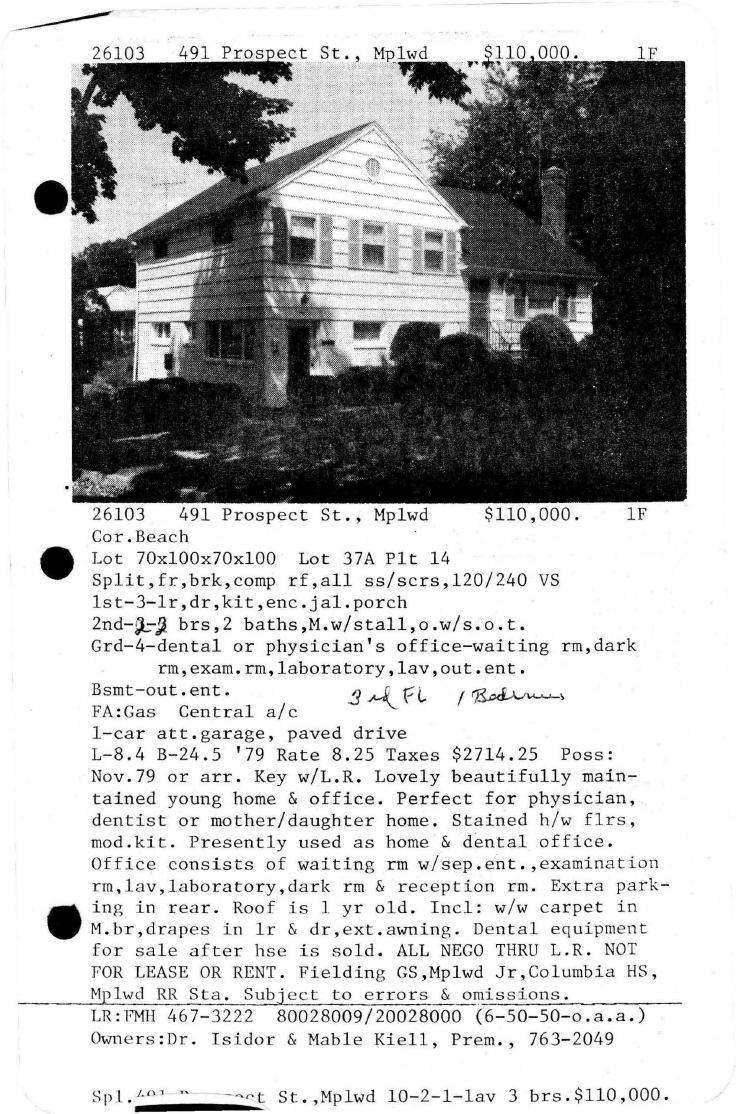 26103 491 Prospect St., Mplwd $110,000. 1F
26103 491 Prospect St., Mplwd $110,000. 1F
Cor.Beach
Lot 70x100x70x100 Lot 37A Plt 14
Split,fr,brk,comp rf,all ss/scrs,120/240 VS
1st-3-lr,dr,kit,enc.jal.porch
2nd- brs,2 baths,M.w/stall,o.w/s.o.t.
Grd-4-dental or physician's office-waiting rm,dark
rm,exam.rm,laboratory,lav,out.ent.
Bsmt-out.ent. 3rd FL 1 Bedrms
FA:Gas Central a/c
1-car att.garage, paved drive
L-8.4 B-24.5 '79 Rate 8.25 Taxes $2714.25 Poss:
Nov.79 or arr. Key w/L.R. Lovely beautifully main-
tained young home & office. Perfect for physician,
dentist or mother/daughter home. Stained h/w flrs,
mod.kit. Presently used as home & dental office.
Office consists of waiting rm w/sep.ent.,examination
rm,lav,laboratory,dark rm & reception rm. Extra park-
ing in rear. Roof is 1 yr old. Incl: w/w carpet in
M.br,drapes in lr & dr,ext.awning. Dental equipment
for sale after hse is sold. ALL NEGO THRU L.R. NOT
FOR LEASE OR RENT. Fielding GS,Mplwd Jr,Columbia HS,
Mplwd RR Sta. Subject to errors & omissions.
LR:FMH 467-3222 80028009/20028000 (6-50-50-o.a.a.)
Owners:Dr. Isidor & Mable Kiell, Prem., 763-2049
Spl. St.,Mplwd 10-2-1-lav 3 brs.$110,000.